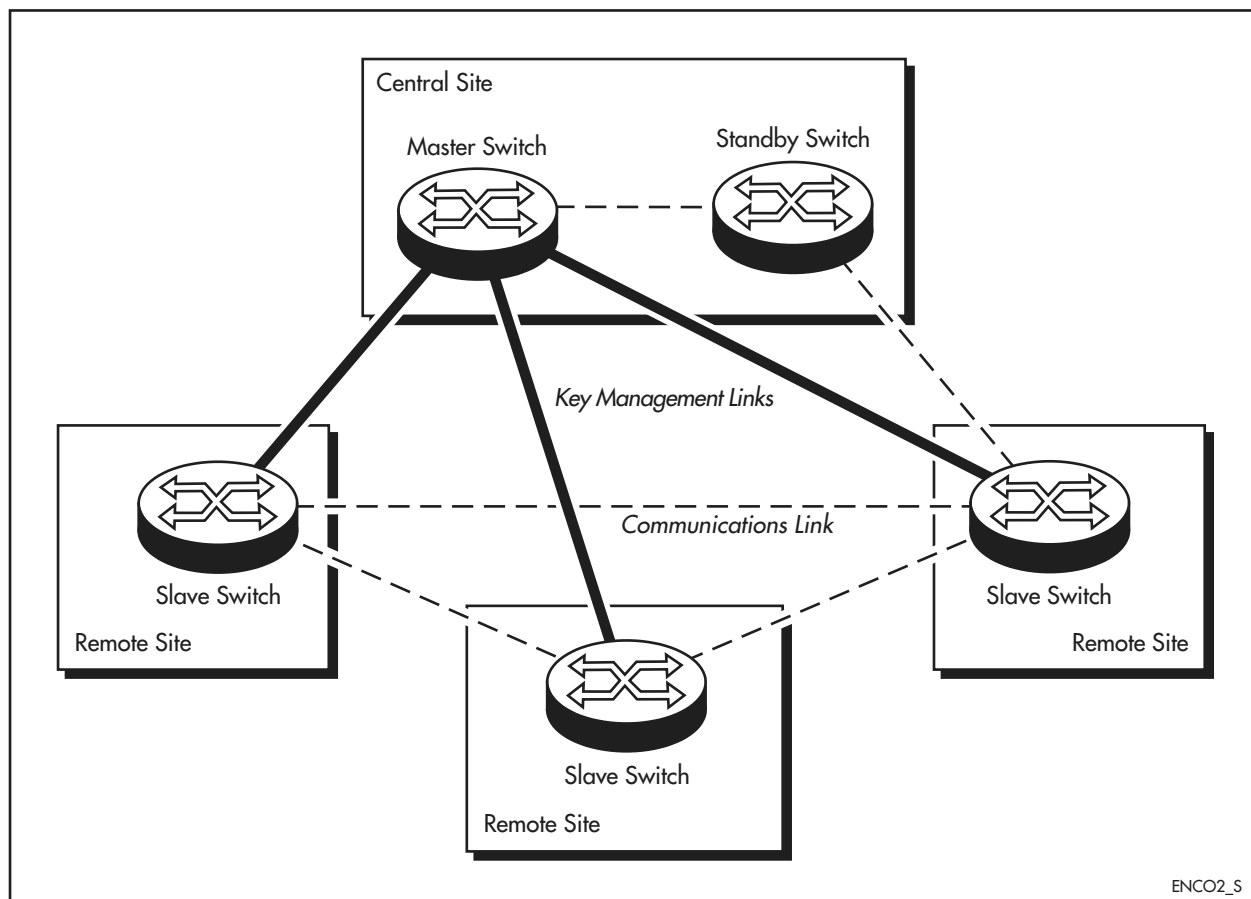 Central Site
Master Switch
Standby Switch
Key Management Links
Communications Link
Slave Switch
Remote Site
Slave Switch
Remote Site
Slave Switch
Remote Site
ENCO2_S